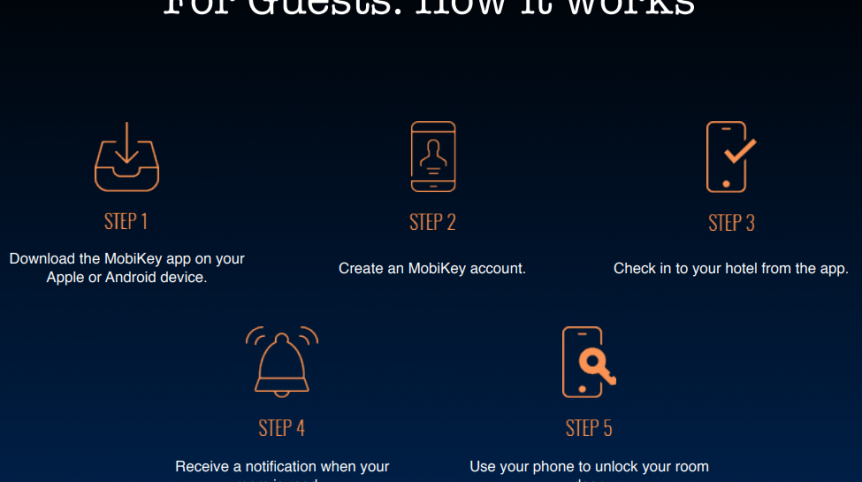 For Guests: How it works
STEP 1
Download the MobiKey app on your
Apple or Android device.
STEP 2
Create an MobiKey account.
STEP 3
Check in to your hotel from the app.
STEP 4
Receive a notification when your
STEP 5
Use your phone to unlock your room